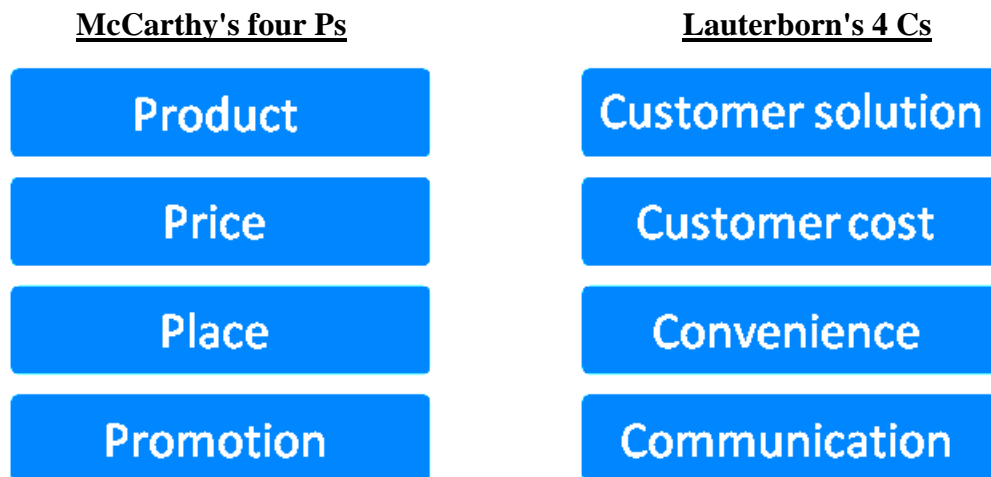 McCarthy's four Ps
Product
Price
Place
Promotion
Lauterborn's 4 Cs
Customer solution
Customer cost
Convenience
Communication